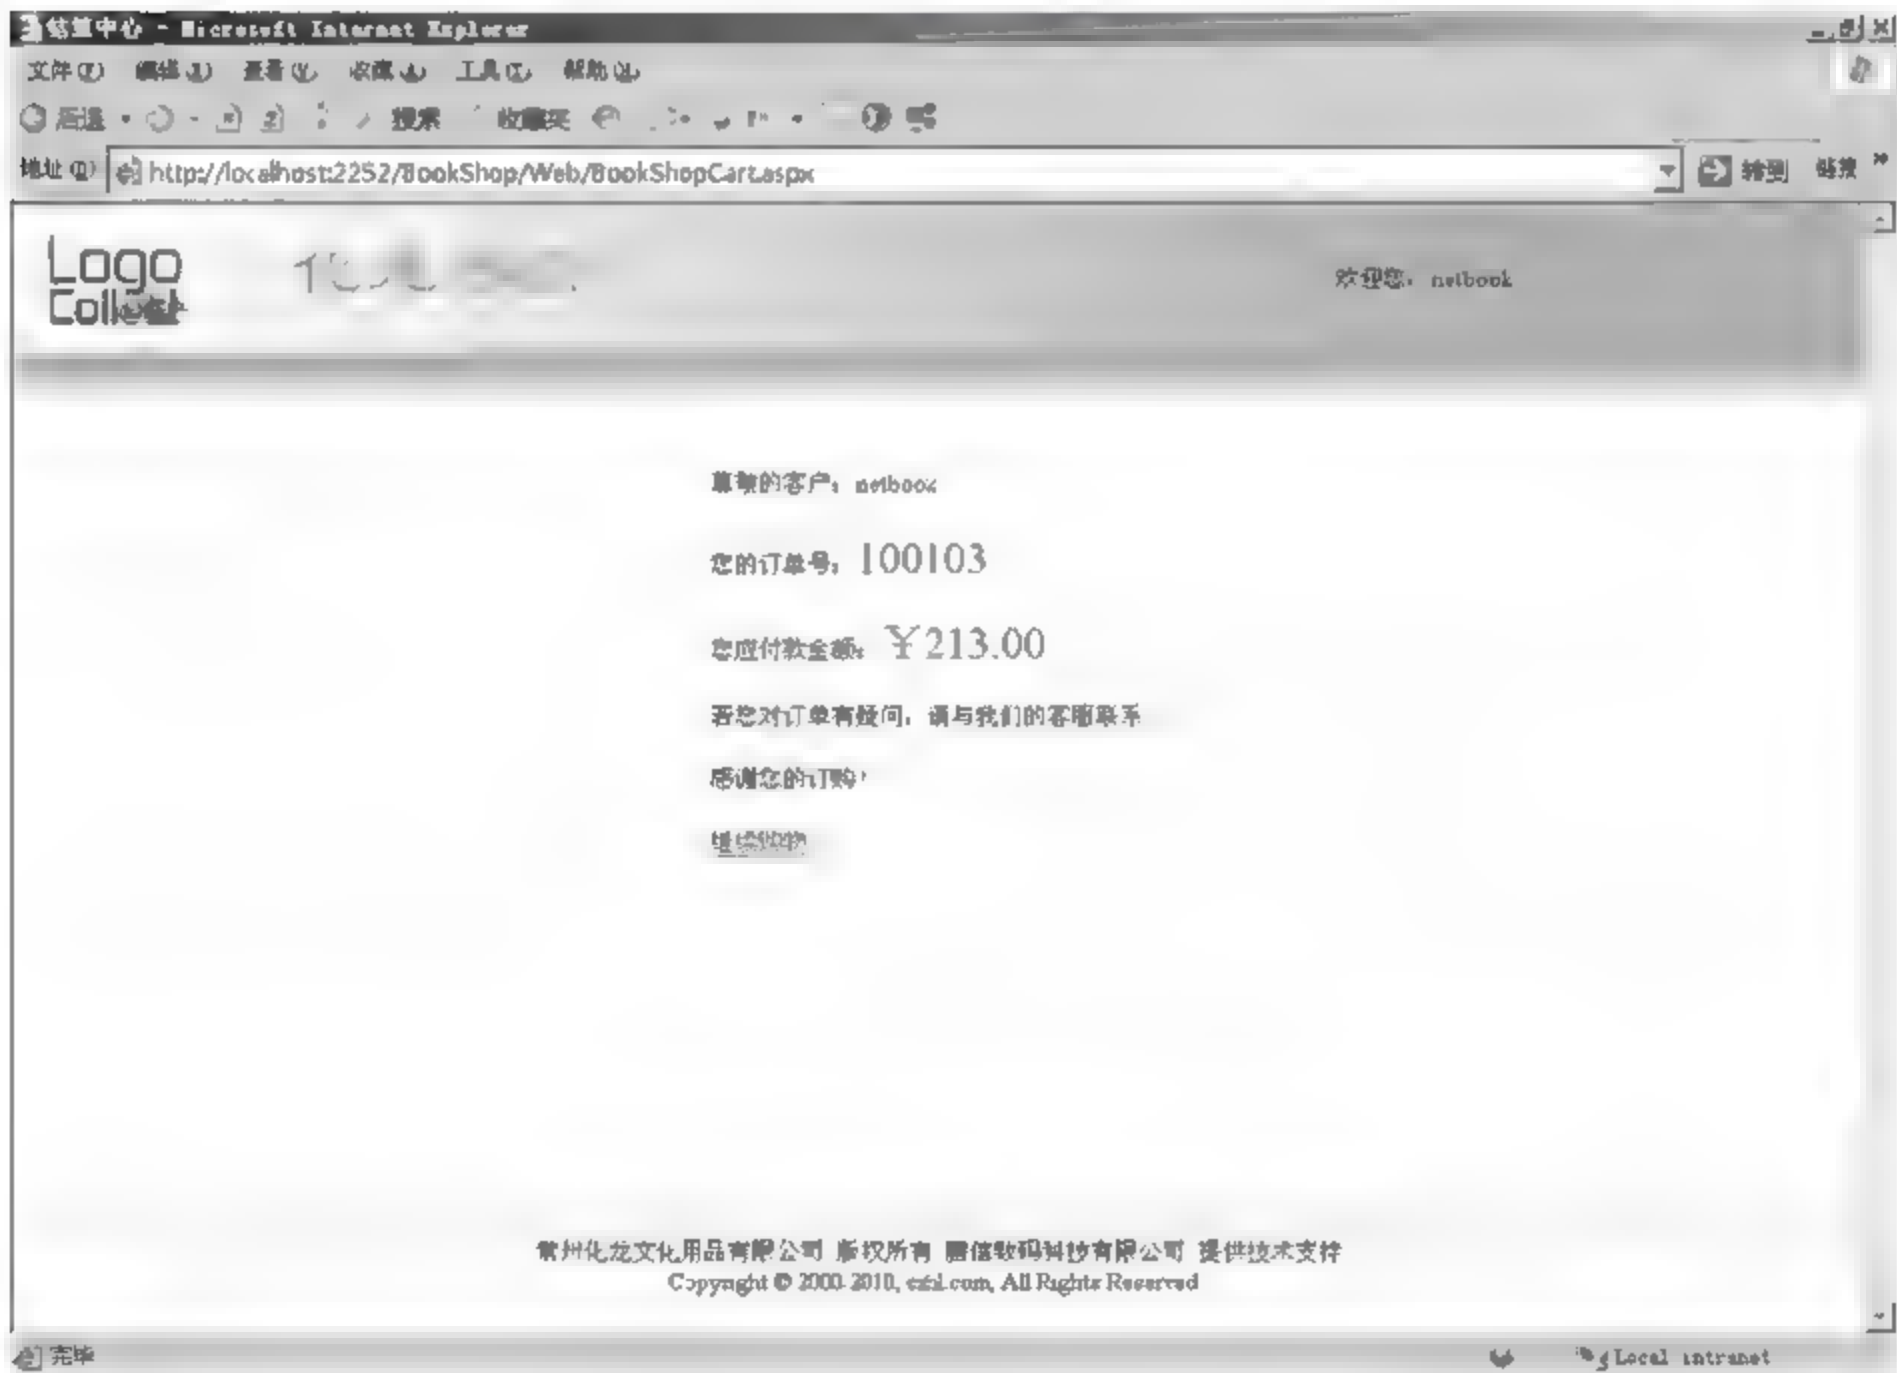 结算中心 - Microsoft Internet Explorer
文件(F) 编辑(E) 查看(V) 收藏(A) 工具(T) 帮助(H)
后退 搜索 收藏夹
地址(D) http://localhost:2252/BookShop/Web/BookShopCart.aspx 转到 链接 »
Logo
欢迎您: netbook
尊敬的客户: netbook
您的订单号: 100103
您应付款金额: ¥213.00
若您对订单有疑问, 请与我们的客服联系
感谢您的订购!
继续购物
常州化龙文化用品有限公司 版权所有 数码科技有限公司 提供技术支持
Copyright © 2000-2010, All Rights Reserved
完毕 Local intranet